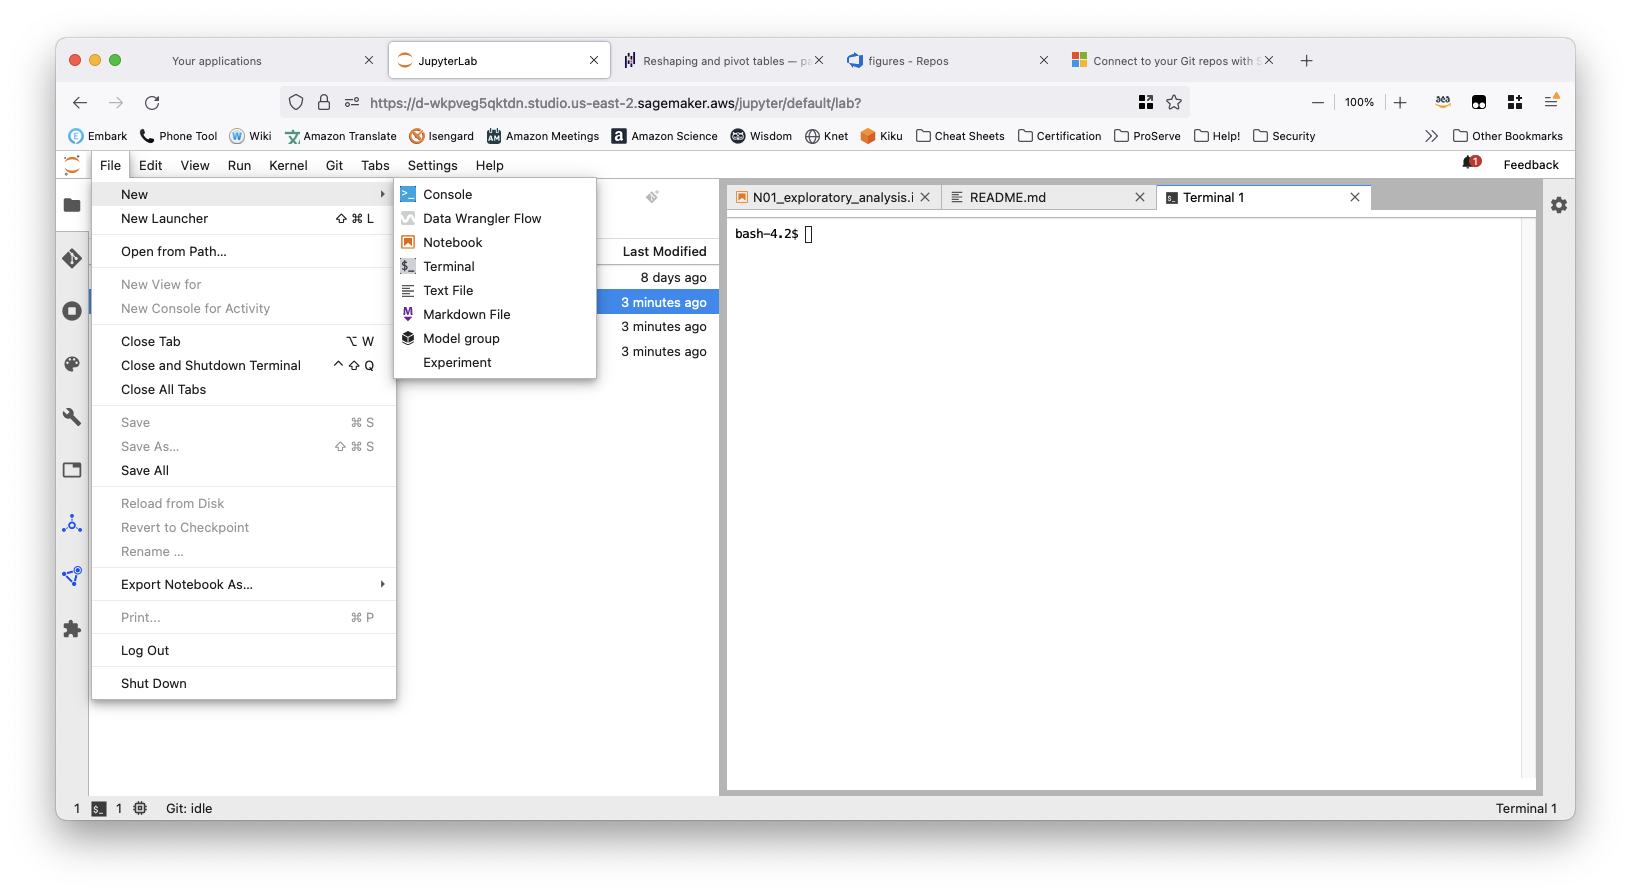 Your applications
JupyterLab
Reshaping and pivot tables — pa
figures - Repos
Connect to your Git repos with S
https://d-wkpveg5qktdn.studio.us-east-2.sagemaker.aws/jupyter/default/lab?
100%
aws
Embark
Phone Tool
Wiki
Amazon Translate
Isengard
Amazon Meetings
Amazon Science
Wisdom
Knet
Kiku
Cheat Sheets
Certification
ProServe
Help!
Security
Other Bookmarks
File Edit View Run Kernel Git Tabs Settings Help
1
Feedback
New
New Launcher ⇧ ⌘ L
Open from Path...
New View for
New Console for Activity
Close Tab ⌥ W
Close and Shutdown Terminal ^ ⇧ Q
Close All Tabs
Save ⌘ S
Save As... ⇧ ⌘ S
Save All
Reload from Disk
Revert to Checkpoint
Rename ...
Export Notebook As...
Print... ⌘ P
Log Out
Shut Down
Console
Data Wrangler Flow
Notebook
Terminal
Text File
Markdown File
Model group
Experiment
Last Modified
8 days ago
3 minutes ago
3 minutes ago
3 minutes ago
N01_exploratory_analysis.i
README.md
Terminal 1
bash-4.2$
1 $_ 1 Git: idle
Terminal 1